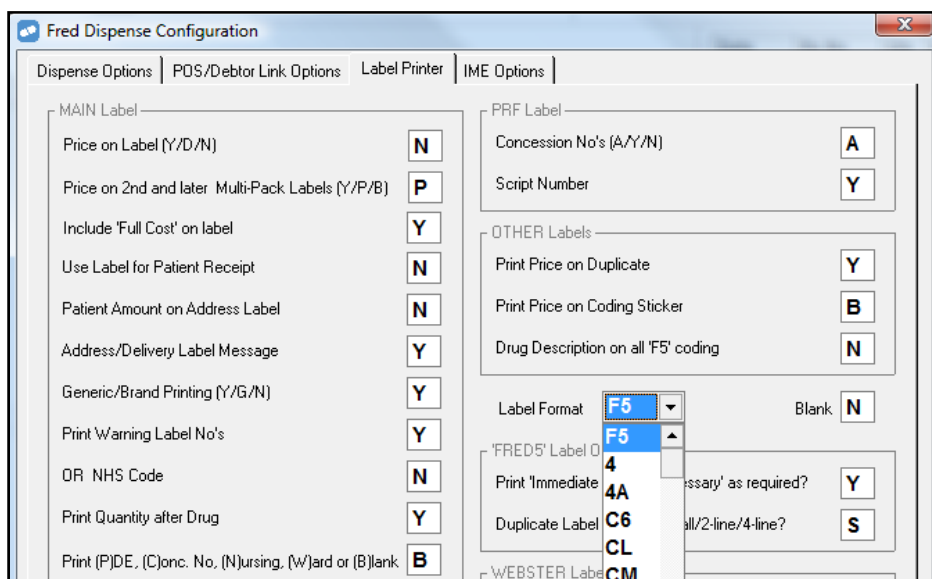 Fred Dispense Configuration
Dispense Options POS/Debtor Link Options Label Printer IME Options
MAIN Label
Price on Label (Y/D/N) N
Price on 2nd and later Multi-Pack Labels (Y/P/B) P
Include 'Full Cost' on label Y
Use Label for Patient Receipt N
Patient Amount on Address Label N
Address/Delivery Label Message Y
Generic/Brand Printing (Y/G/N) Y
Print Warning Label No's Y
OR NHS Code N
Print Quantity after Drug Y
Print (P)DE, (C)onc. No, (N)ursing, (W)ard or (B)lank B
PRF Label
Concession No's (A/Y/N) A
Script Number Y
OTHER Labels
Print Price on Duplicate Y
Print Price on Coding Sticker B
Drug Description on all 'F5' coding N
Label Format F5 Blank N
F5
4
4A
C6
CL
CM
'FRED5' Label
Print 'Immediate as required? Y
Duplicate Label /2-line/4-line? S
WEBSTER